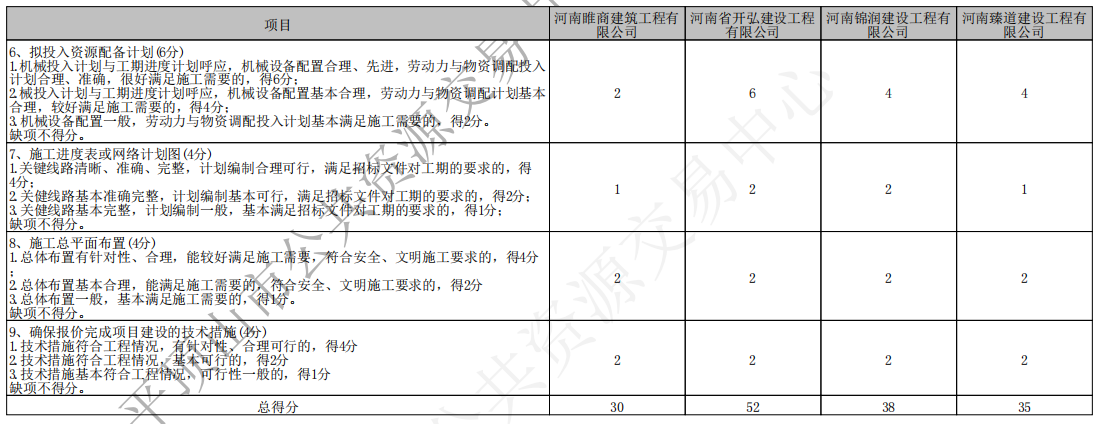 项目
河南睢商建筑工程有
限公司
河南省开弘建设工程
有限公司
河南锦润建设工程有
限公司
河南臻道建设工程有
限公司
6、拟投入资源配备计划(6分)
1.机械投入计划与工期进度计划呼应，机械设备配置合理、先进，劳动力与物资调配投入
计划合理、准确，很好满足施工需要的，得6分；
2.械投入计划与工期进度计划呼应，机械设备配置基本合理，劳动力与物资调配计划基本
合理，较好满足施工需要的，得4分；
3.机械设备配置一般，劳动力与物资调配投入计划基本满足施工需要的，得2分。
缺项不得分。
2 6 4 4
7、施工进度表或网络计划图(4分)
1.关键线路清晰、准确、完整，计划编制合理可行，满足招标文件对工期的要求的，得
4分；
2.关健线路基本准确完整，计划编制基本可行，满足招标文件对工期的要求的，得2分；
3.关健线路基本完整，计划编制一般，基本满足招标文件对工期的要求的，得1分；
缺项不得分。
1 2 2 1
8、施工总平面布置(4分)
1.总体布置有针对性、合理，能较好满足施工需要，符合安全、文明施工要求的，得4分
；
2.总体布置基本合理，能满足施工需要的，符合安全、文明施工要求的，得2分
3.总体布置一般，基本满足施工需要的，得1分。
缺项不得分。
2 2 2 2
9、确保报价完成项目建设的技术措施(4分)
1.技术措施符合工程情况，有针对性、合理可行的，得4分
2.技术措施符合工程情况，基本可行的，得2分
3.技术措施基本符合工程情况，可行性一般的，得1分
缺项不得分。
2 2 2 2
总得分 30 52 38 35
平顶山市公共资源交易中心
公共资源交易中心